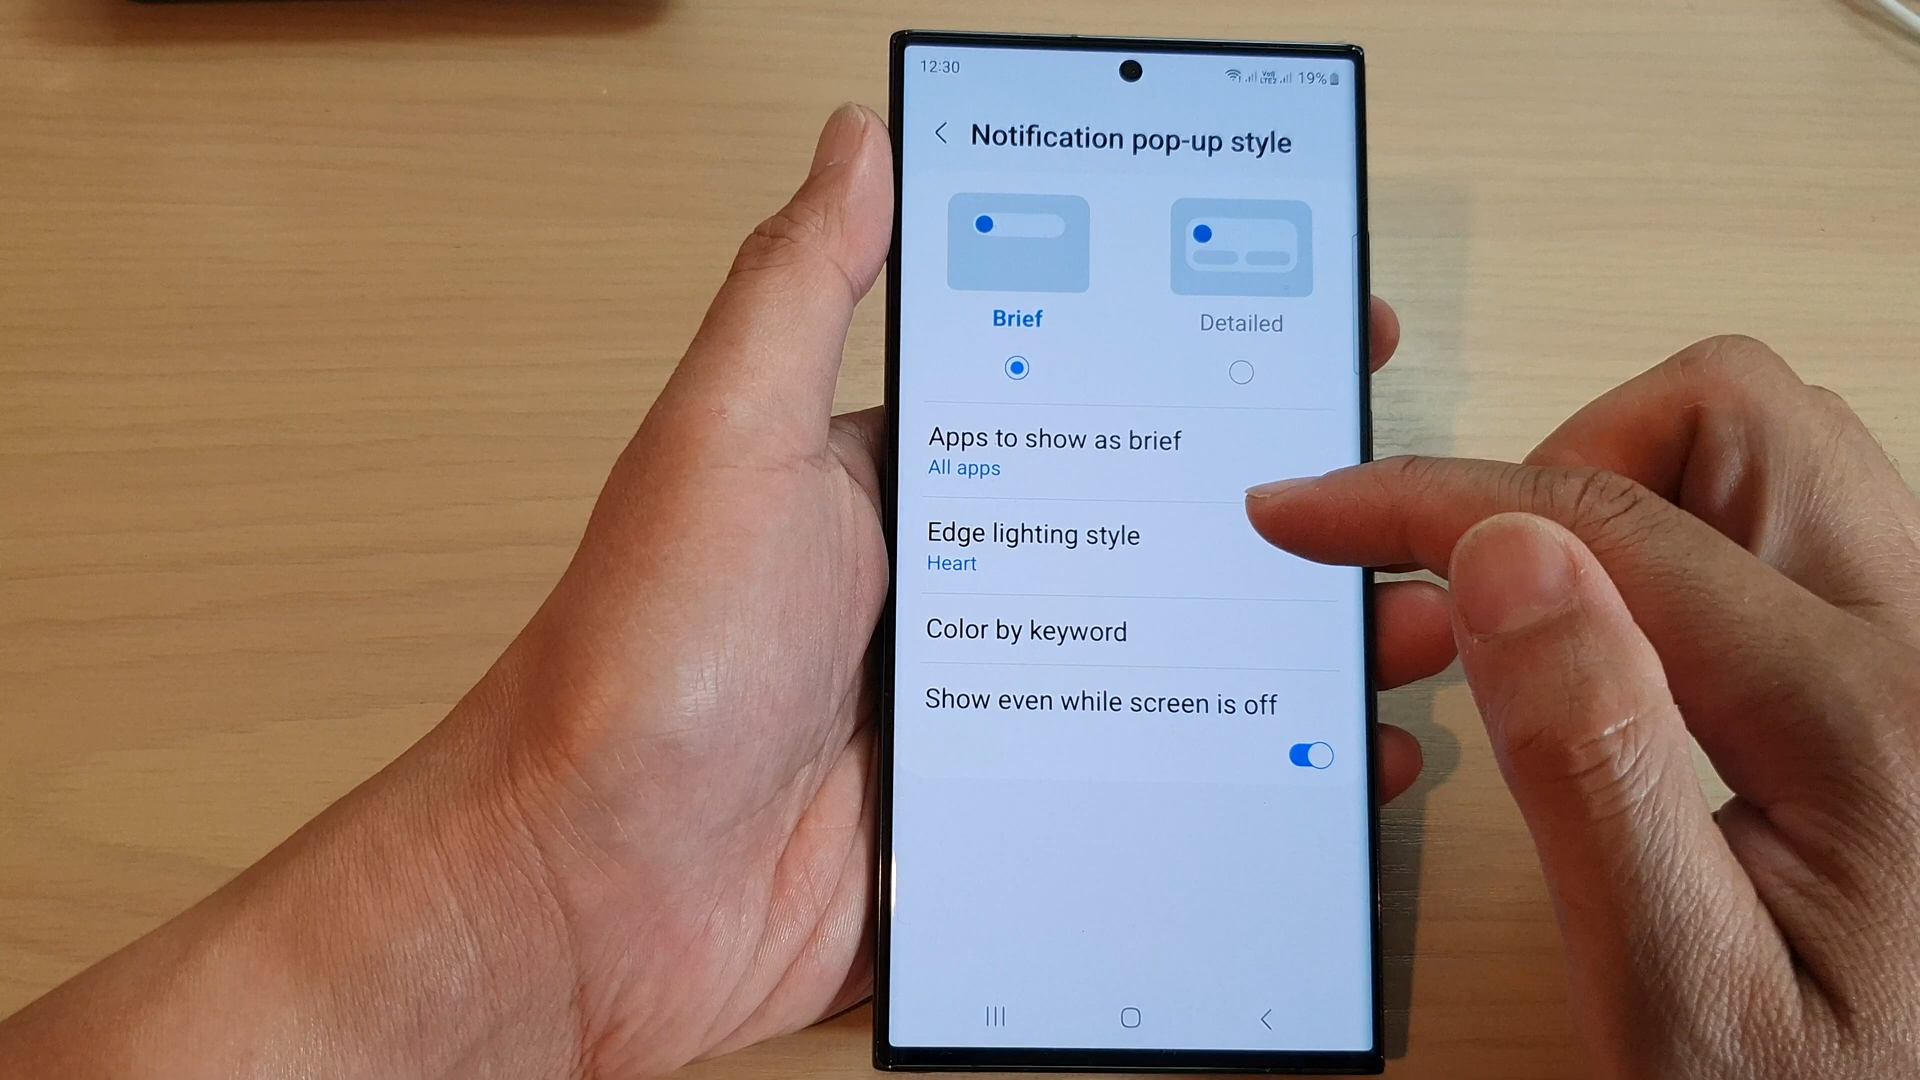 12:30
19%
Notification pop-up style
Brief
Detailed
Apps to show as brief
All apps
Edge lighting style
Heart
Color by keyword
Show even while screen is off